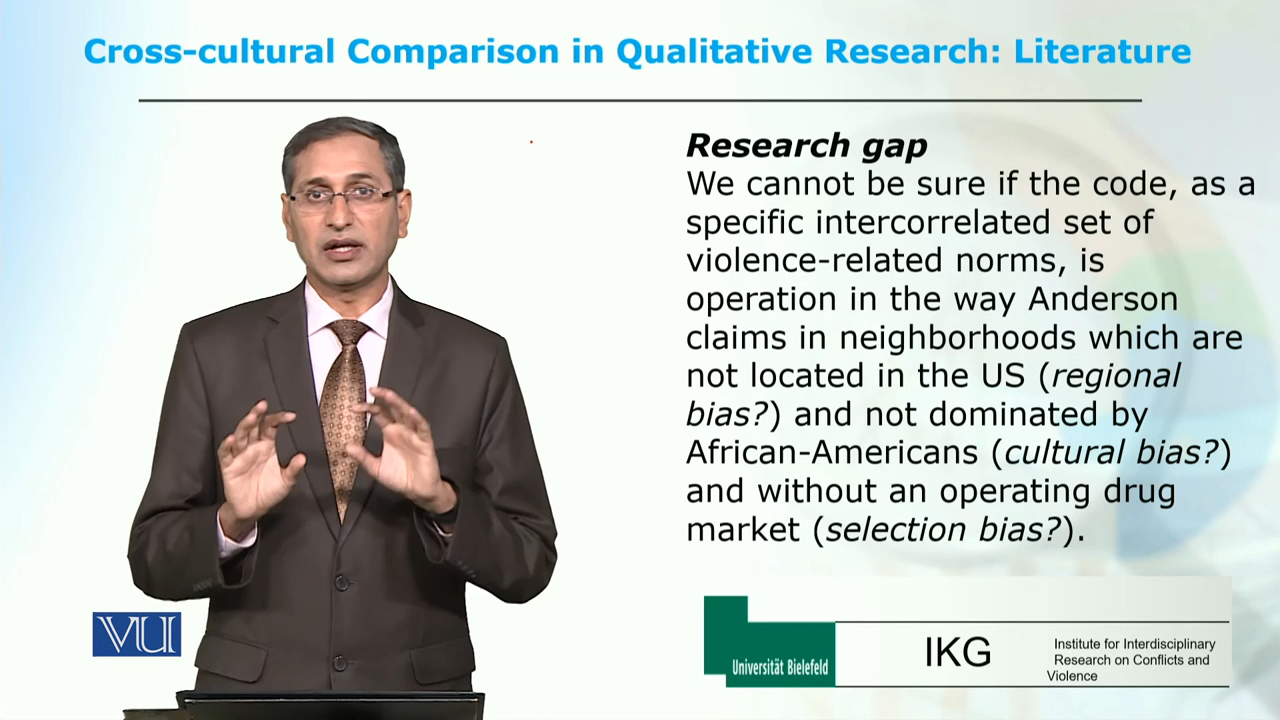 Cross-cultural Comparison in Qualitative Research: Literature
Research gap
We cannot be sure if the code, as a
specific intercorrelated set of
violence-related norms, is
operation in the way Anderson
claims in neighborhoods which are
not located in the US (regional
bias?) and not dominated by
African-Americans (cultural bias?)
and without an operating drug
market (selection bias?).
VU
Universität Bielefeld
IKG
Institute for Interdisciplinary
Research on Conflicts and
Violence